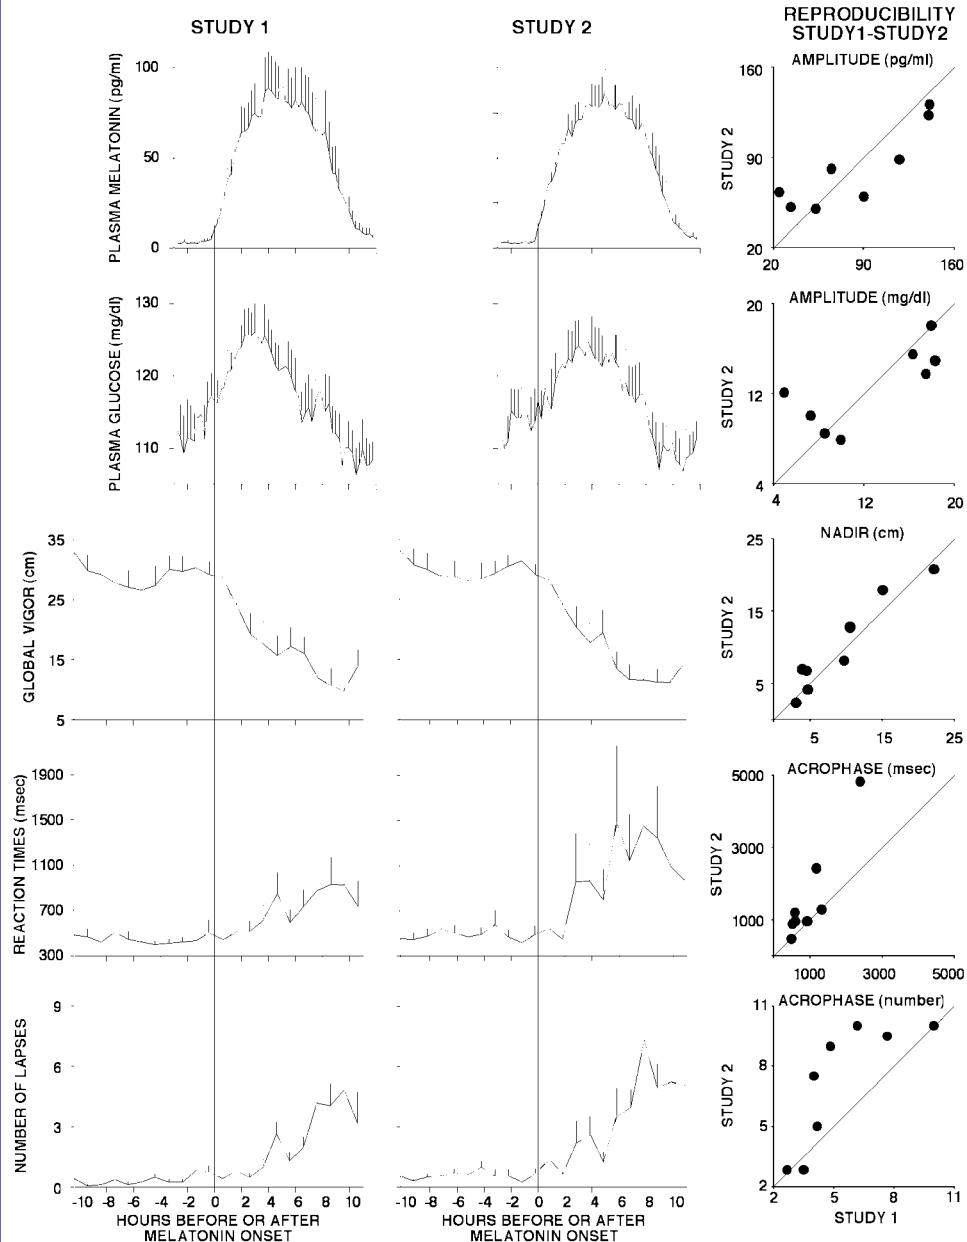 STUDY 1
STUDY 2
REPRODUCIBILITY
STUDY1-STUDY2
PLASMA MELATONIN (pg/ml)
100
50
0
AMPLITUDE (pg/ml)
STUDY 2
160
90
20
20 90 160
PLASMA GLUCOSE (mg/dl)
130
120
110
AMPLITUDE (mg/dl)
STUDY 2
20
12
4
4 12 20
GLOBAL VIGOR (cm)
35
25
15
5
NADIR (cm)
STUDY 2
25
15
5
5 15 25
REACTION TIMES (msec)
1900
1500
1100
700
300
ACROPHASE (msec)
STUDY 2
5000
3000
1000
1000 3000 5000
NUMBER OF LAPSES
9
6
3
0
-10 -8 -6 -4 -2 0 2 4 6 8 10
HOURS BEFORE OR AFTER
MELATONIN ONSET
-10 -8 -6 -4 -2 0 2 4 6 8 10
HOURS BEFORE OR AFTER
MELATONIN ONSET
ACROPHASE (number)
STUDY 2
11
8
5
2
2 5 8 11
STUDY 1